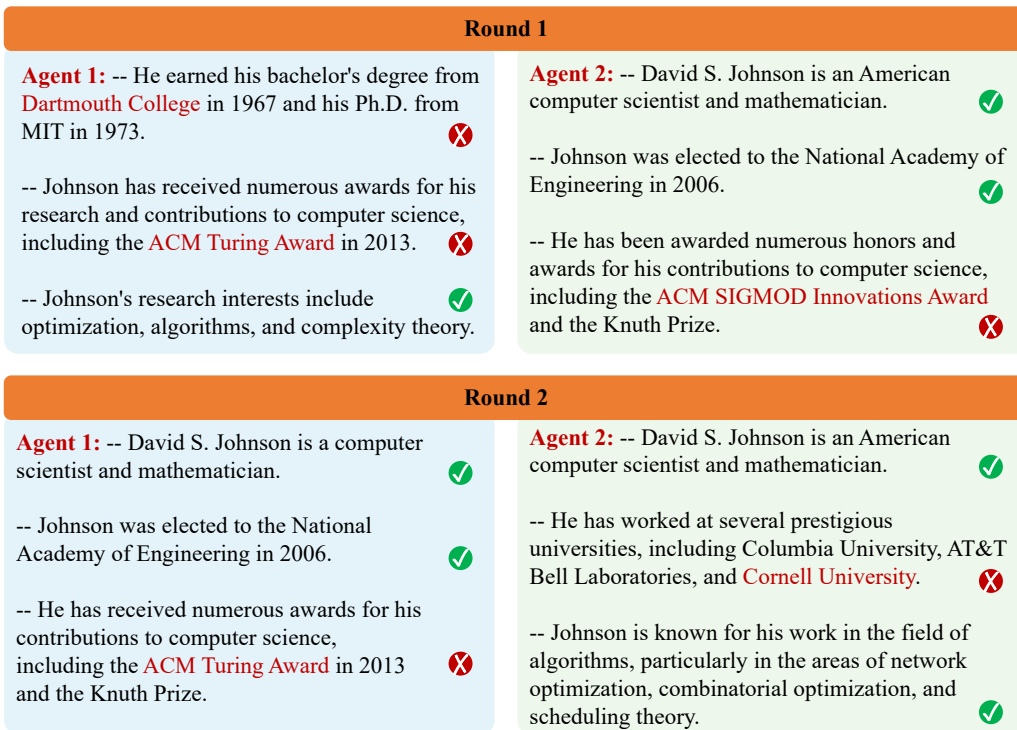 Round 1
Agent 1: -- He earned his bachelor's degree from
Dartmouth College in 1967 and his Ph.D. from
MIT in 1973.
-- Johnson has received numerous awards for his
research and contributions to computer science,
including the ACM Turing Award in 2013.
-- Johnson's research interests include
optimization, algorithms, and complexity theory.
Agent 2: -- David S. Johnson is an American
computer scientist and mathematician.
-- Johnson was elected to the National Academy of
Engineering in 2006.
-- He has been awarded numerous honors and
awards for his contributions to computer science,
including the ACM SIGMOD Innovations Award
and the Knuth Prize.
Round 2
Agent 1: -- David S. Johnson is a computer
scientist and mathematician.
-- Johnson was elected to the National
Academy of Engineering in 2006.
-- He has received numerous awards for his
contributions to computer science,
including the ACM Turing Award in 2013
and the Knuth Prize.
Agent 2: -- David S. Johnson is an American
computer scientist and mathematician.
-- He has worked at several prestigious
universities, including Columbia University, AT&T
Bell Laboratories, and Cornell University.
-- Johnson is known for his work in the field of
algorithms, particularly in the areas of network
optimization, combinatorial optimization, and
scheduling theory.